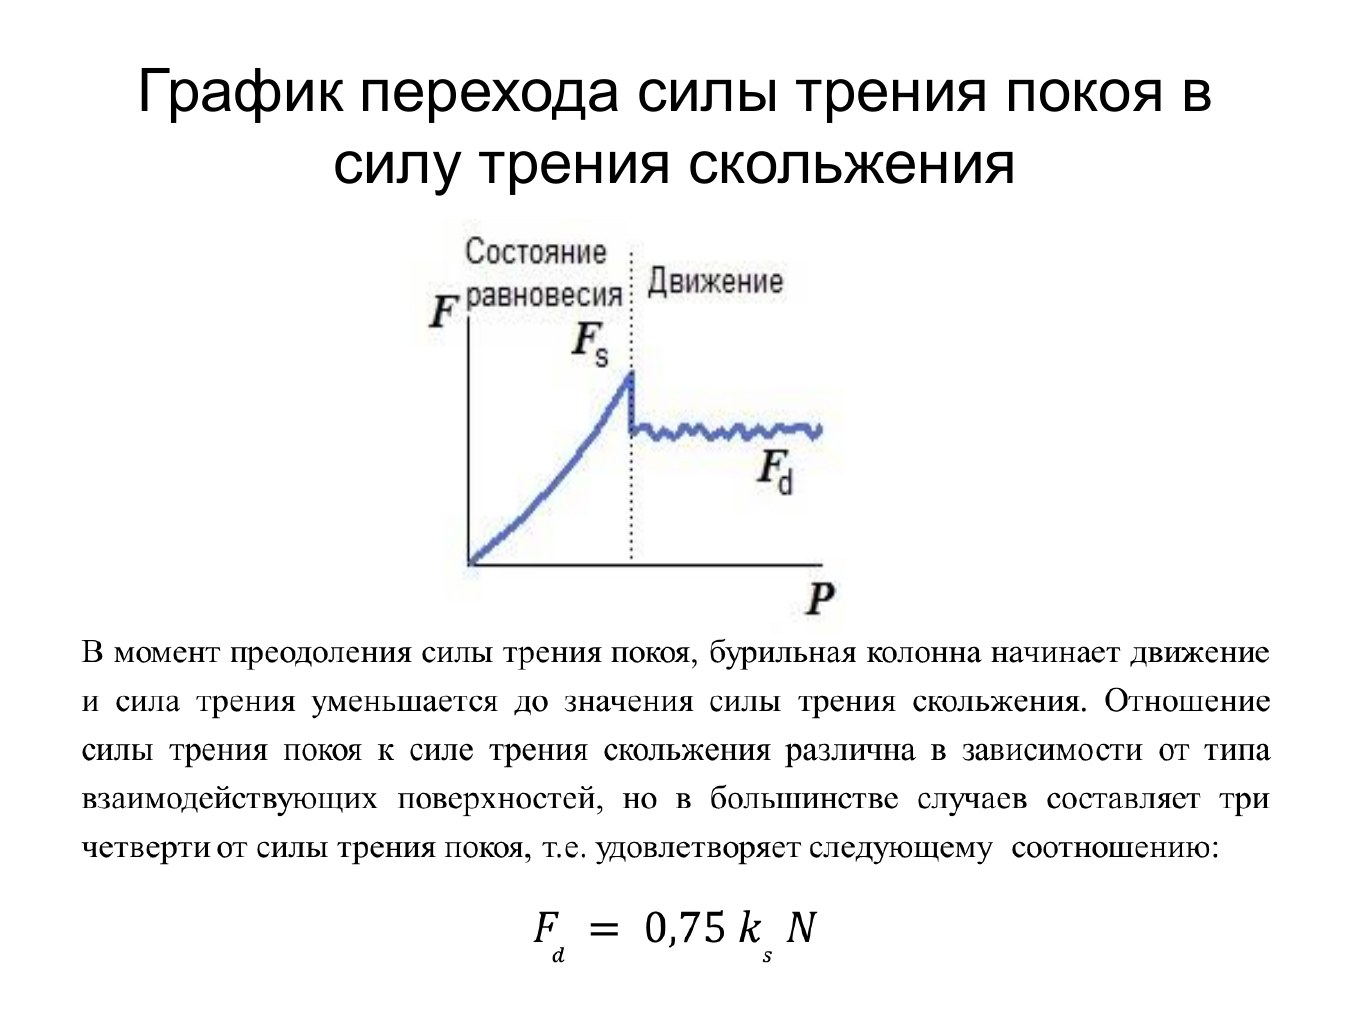 График перехода силы трения покоя в
силу трения скольжения
Состояние
равновесия
Движение
F
Fs
Fd
P
В момент преодоления силы трения покоя, бурильная колонна начинает движение
и сила трения уменьшается до значения силы трения скольжения. Отношение
силы трения покоя к силе трения скольжения различна в зависимости от типа
взаимодействующих поверхностей, но в большинстве случаев составляет три
четверти от силы трения покоя, т.е. удовлетворяет следующему соотношению:
F_d = 0,75 k_s N